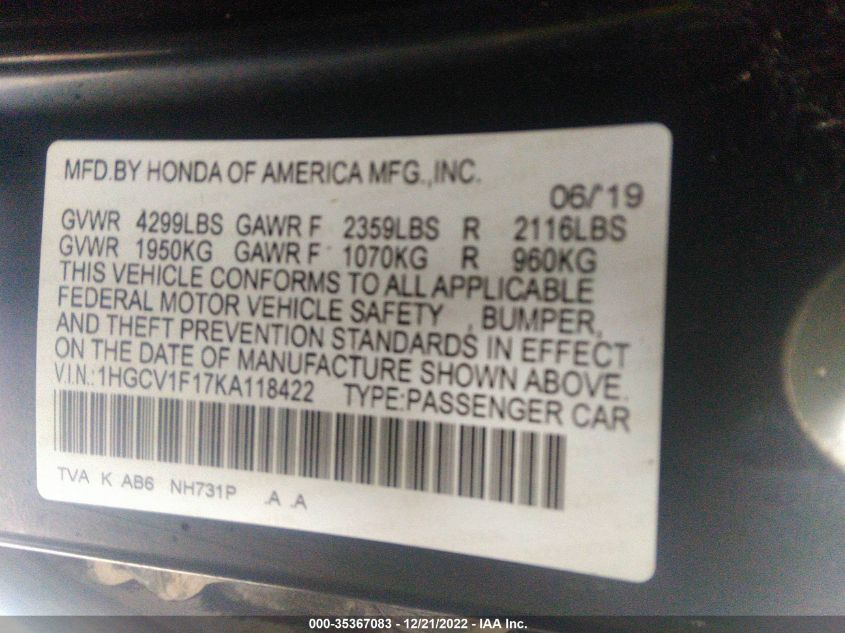 MFD.BY HONDA OF AMERICA MFG.,INC.
06/'19
GVWR 4299LBS GAWR F 2359LBS R 2116LBS
GVWR 1950KG GAWR F 1070KG R 960KG
THIS VEHICLE CONFORMS TO ALL APPLICABLE
FEDERAL MOTOR VEHICLE SAFETY , BUMPER,
AND THEFT PREVENTION STANDARDS IN EFFECT
ON THE DATE OF MANUFACTURE SHOWN ABOVE.
V.I.N.:1HGCV1F17KA118422 TYPE:PASSENGER CAR
TVA K AB6 NH731P .A .A
000-35367083 - 12/21/2022 - IAA Inc.